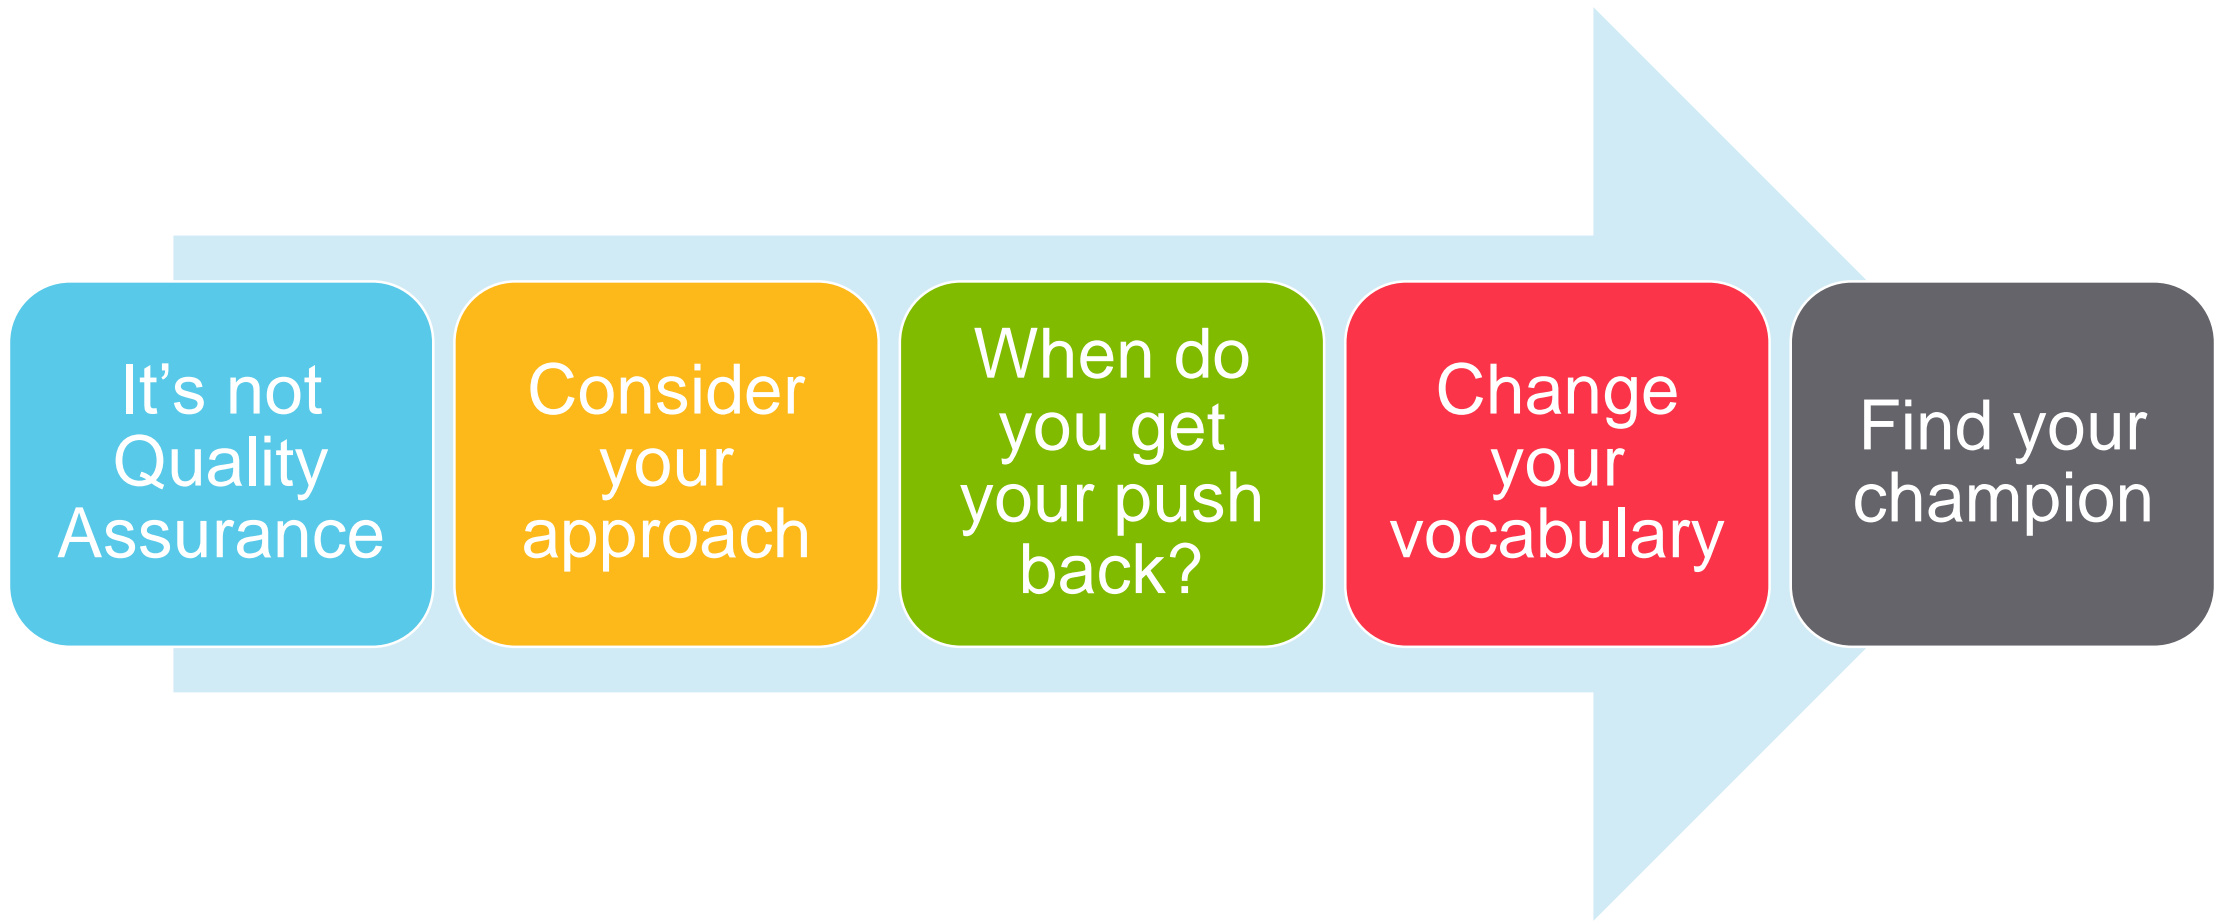 It’s not
Quality
Assurance
Consider
your
approach
When do
you get
your push
back?
Change
your
vocabulary
Find your
champion